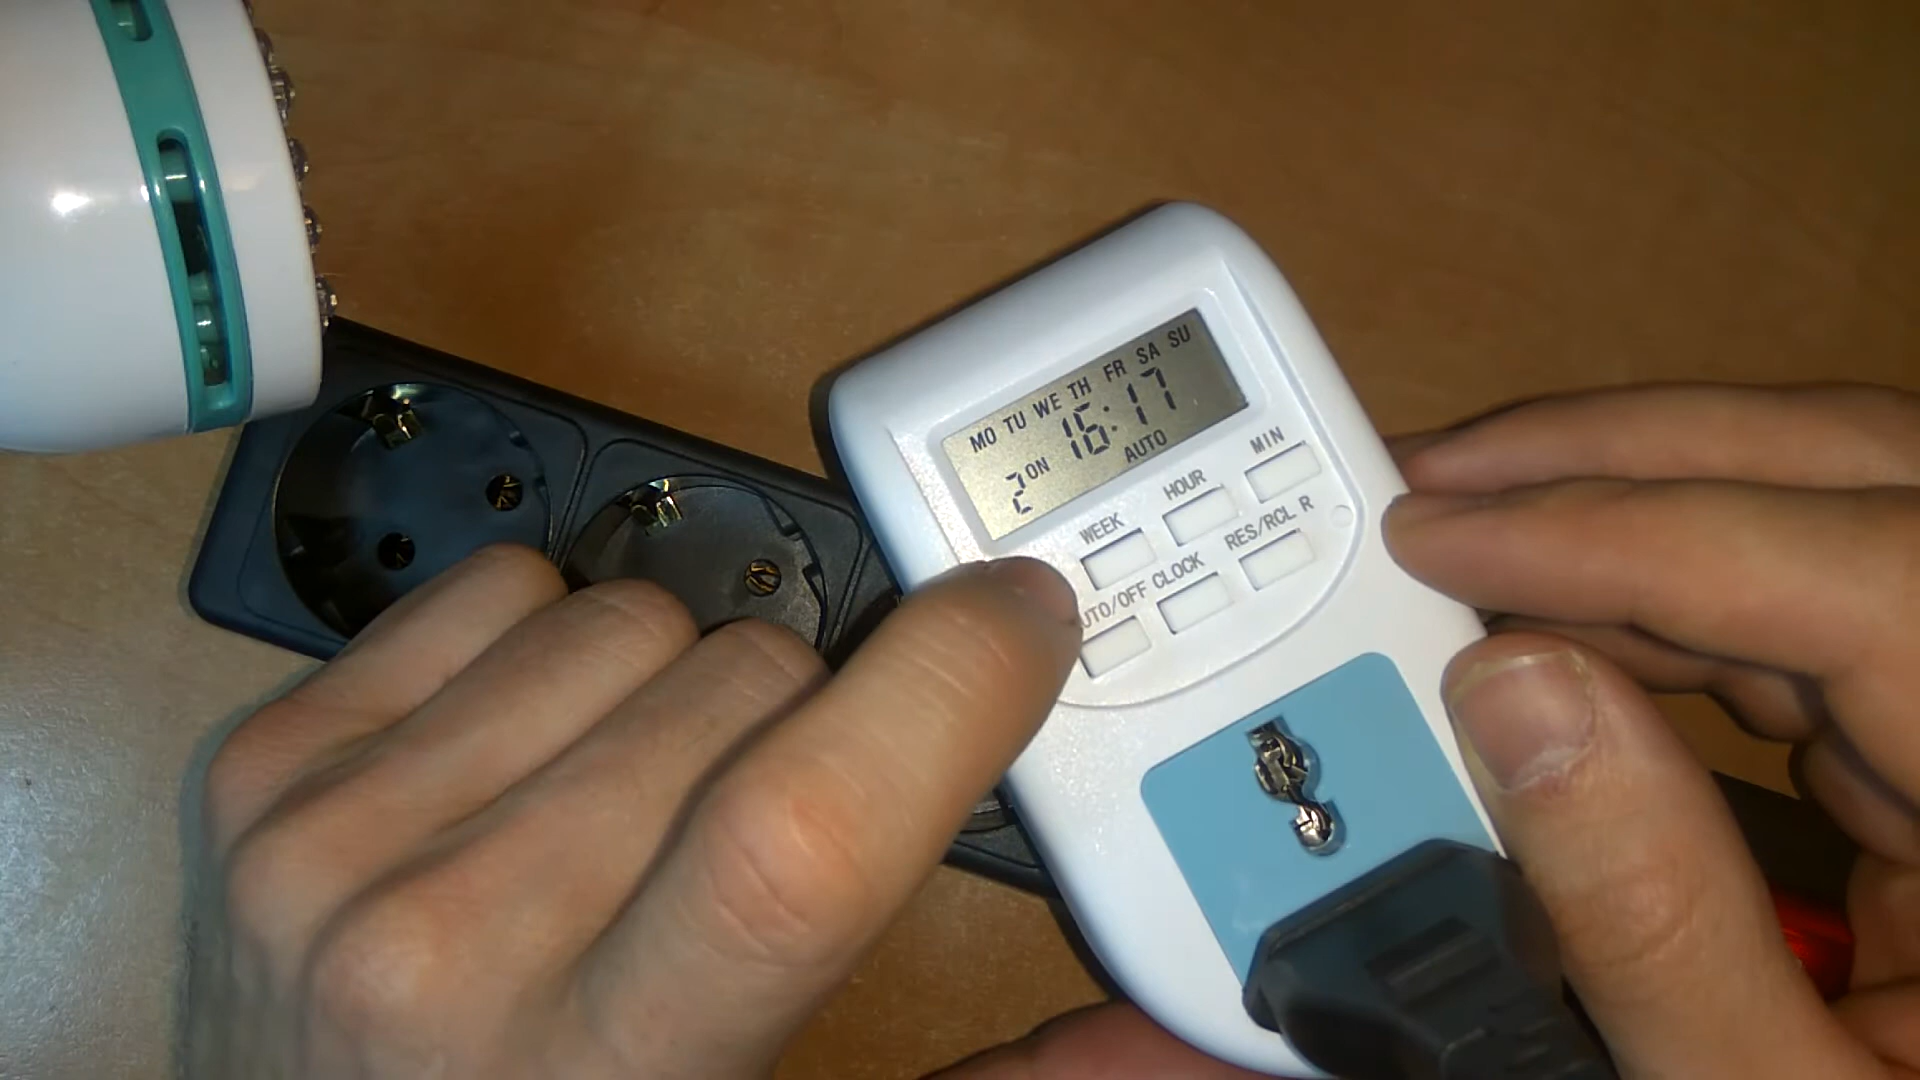 MO TU WE TH FR SA SU
2 ON 16:17
AUTO
WEEK HOUR MIN
UTO/OFF CLOCK RES/RCL R